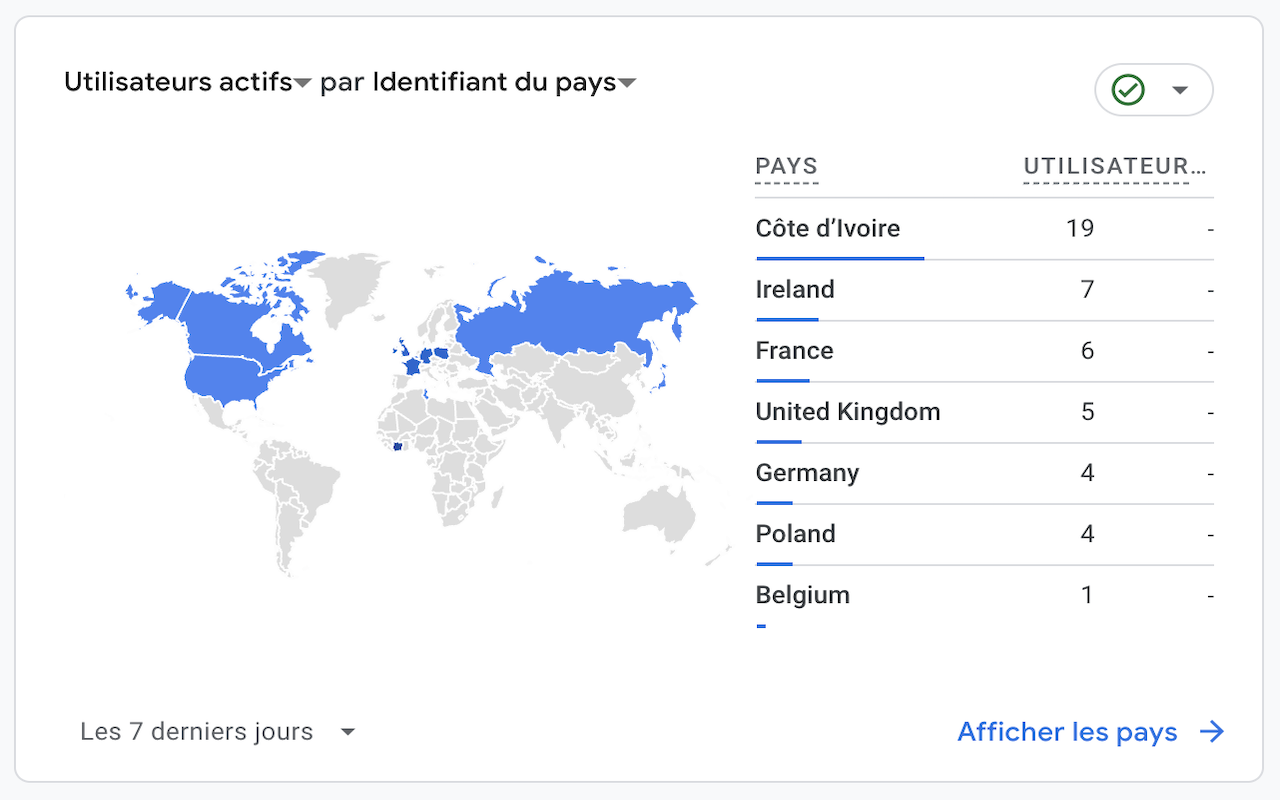 Utilisateurs actifs par Identifiant du pays
PAYS UTILISATEUR…
Côte d’Ivoire 19 -
Ireland 7 -
France 6 -
United Kingdom 5 -
Germany 4 -
Poland 4 -
Belgium 1 -
Les 7 derniers jours
Afficher les pays